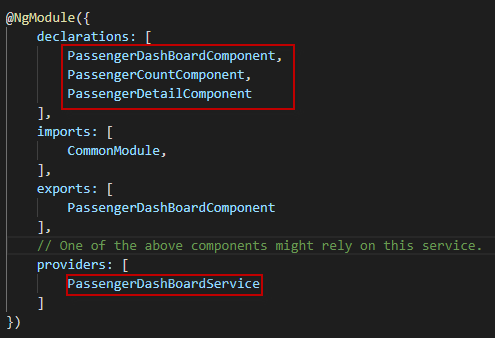 @NgModule({
declarations: [
PassengerDashBoardComponent,
PassengerCountComponent,
PassengerDetailComponent
],
imports: [
CommonModule,
],
exports: [
PassengerDashBoardComponent
],
// One of the above components might rely on this service.
providers: [
PassengerDashBoardService
]
})